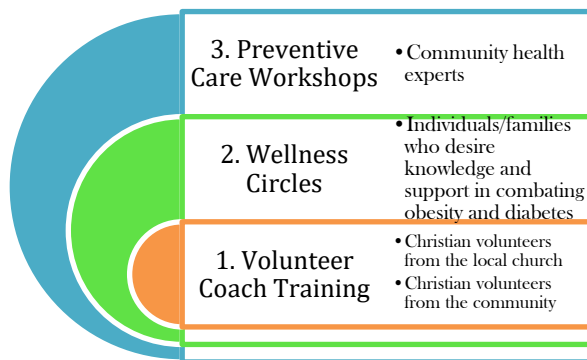 3. Preventive
Care Workshops
• Community health
experts
2. Wellness
Circles
• Individuals/families
who desire
knowledge and
support in combating
obesity and diabetes
1. Volunteer
Coach Training
• Christian volunteers
from the local church
• Christian volunteers
from the community